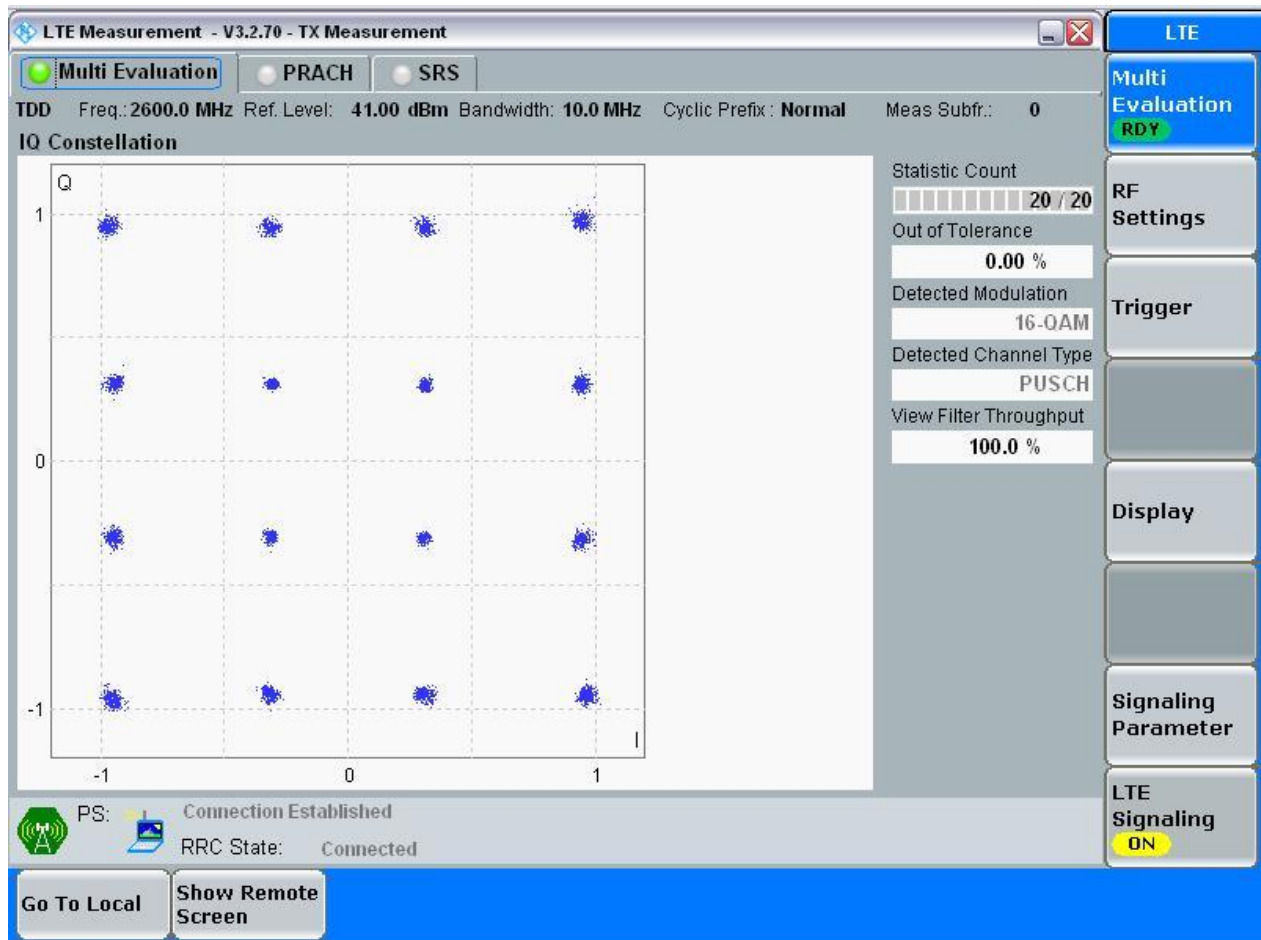 LTE Measurement - V3.2.70 - TX Measurement
LTE
Multi Evaluation PRACH SRS
Multi
Evaluation
RDY
TDD Freq.: 2600.0 MHz Ref. Level: 41.00 dBm Bandwidth: 10.0 MHz Cyclic Prefix : Normal Meas Subfr.: 0
IQ Constellation
Q
1
0
-1
I
-1 0 1
Statistic Count
20 / 20
Out of Tolerance
0.00 %
Detected Modulation
16-QAM
Detected Channel Type
PUSCH
View Filter Throughput
100.0 %
RF
Settings
Trigger
Display
Signaling
Parameter
LTE
Signaling
ON
PS: Connection Established
RRC State: Connected
Go To Local
Show Remote
Screen